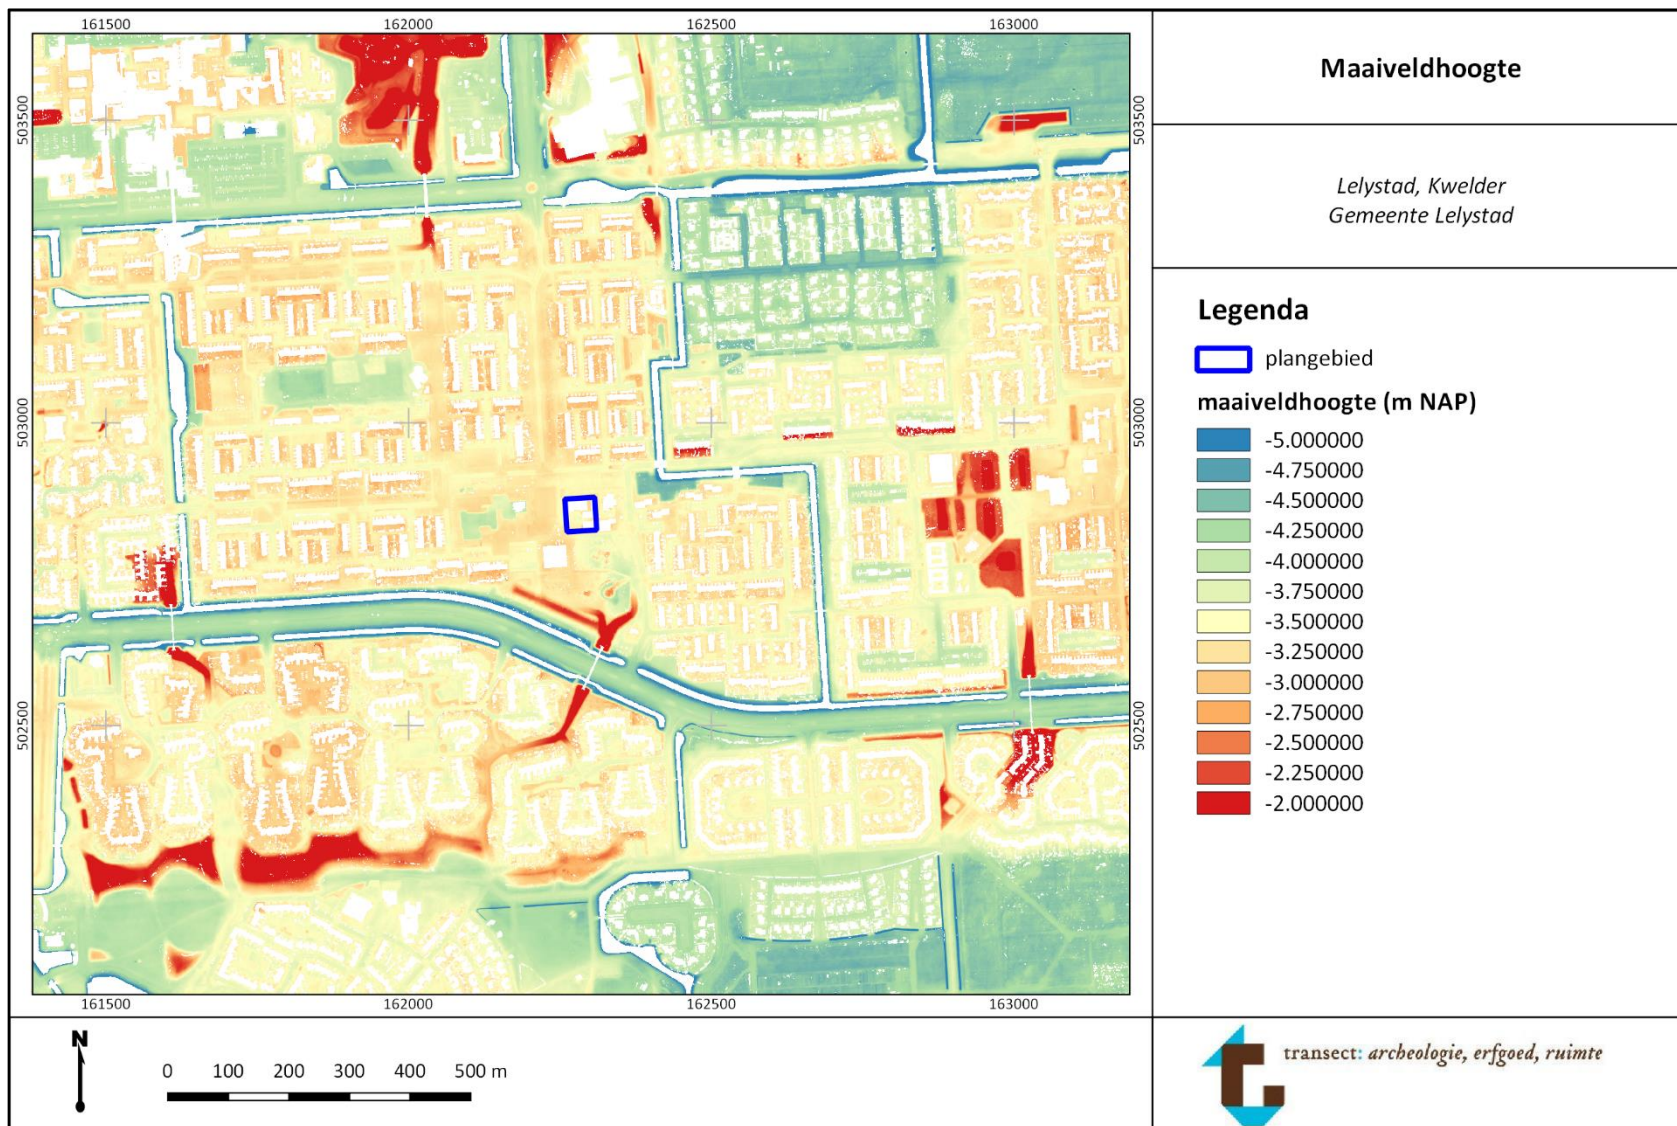 161500 162000 162500 163000
503500
503000
502500
503500
503000
502500
161500 162000 162500 163000
N
0 100 200 300 400 500 m
Maaiveldhoogte
Lelystad, Kwelder
Gemeente Lelystad
Legenda
plangebied
maaiveldhoogte (m NAP)
-5.000000
-4.750000
-4.500000
-4.250000
-4.000000
-3.750000
-3.500000
-3.250000
-3.000000
-2.750000
-2.500000
-2.250000
-2.000000
transect: archeologie, erfgoed, ruimte